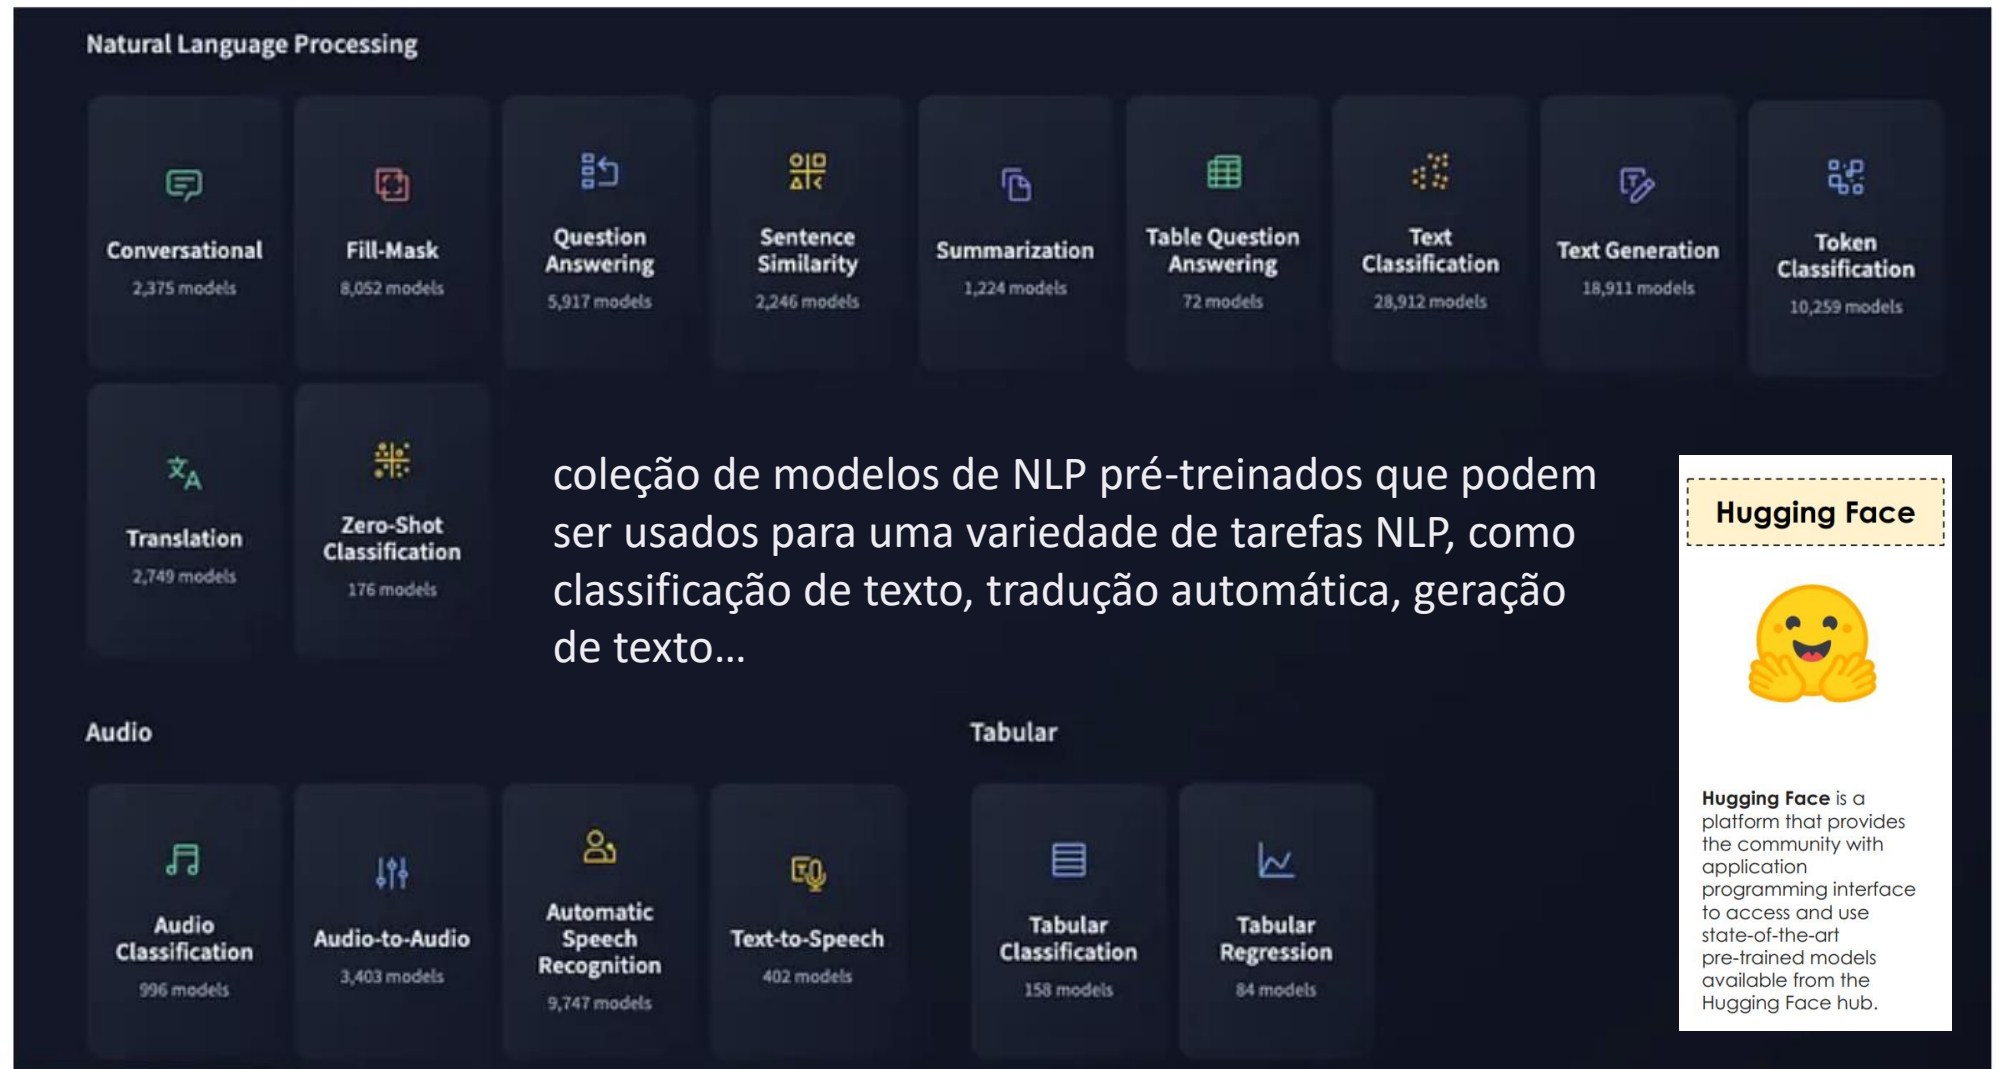 Natural Language Processing
Conversational
2,375 models
Fill-Mask
8,052 models
Question
Answering
5,917 models
Sentence
Similarity
2,246 models
Summarization
1,224 models
Table Question
Answering
72 models
Text
Classification
28,912 models
Text Generation
18,911 models
Token
Classification
10,259 models
Translation
2,749 models
Zero-Shot
Classification
176 models
coleção de modelos de NLP pré-treinados que podem
ser usados para uma variedade de tarefas NLP, como
classificação de texto, tradução automática, geração
de texto...
Hugging Face
Hugging Face is a
platform that provides
the community with
application
programming interface
to access and use
state-of-the-art
pre-trained models
available from the
Hugging Face hub.
Audio
Audio
Classification
996 models
Audio-to-Audio
3,403 models
Automatic
Speech
Recognition
9,747 models
Text-to-Speech
402 models
Tabular
Tabular
Classification
158 models
Tabular
Regression
84 models